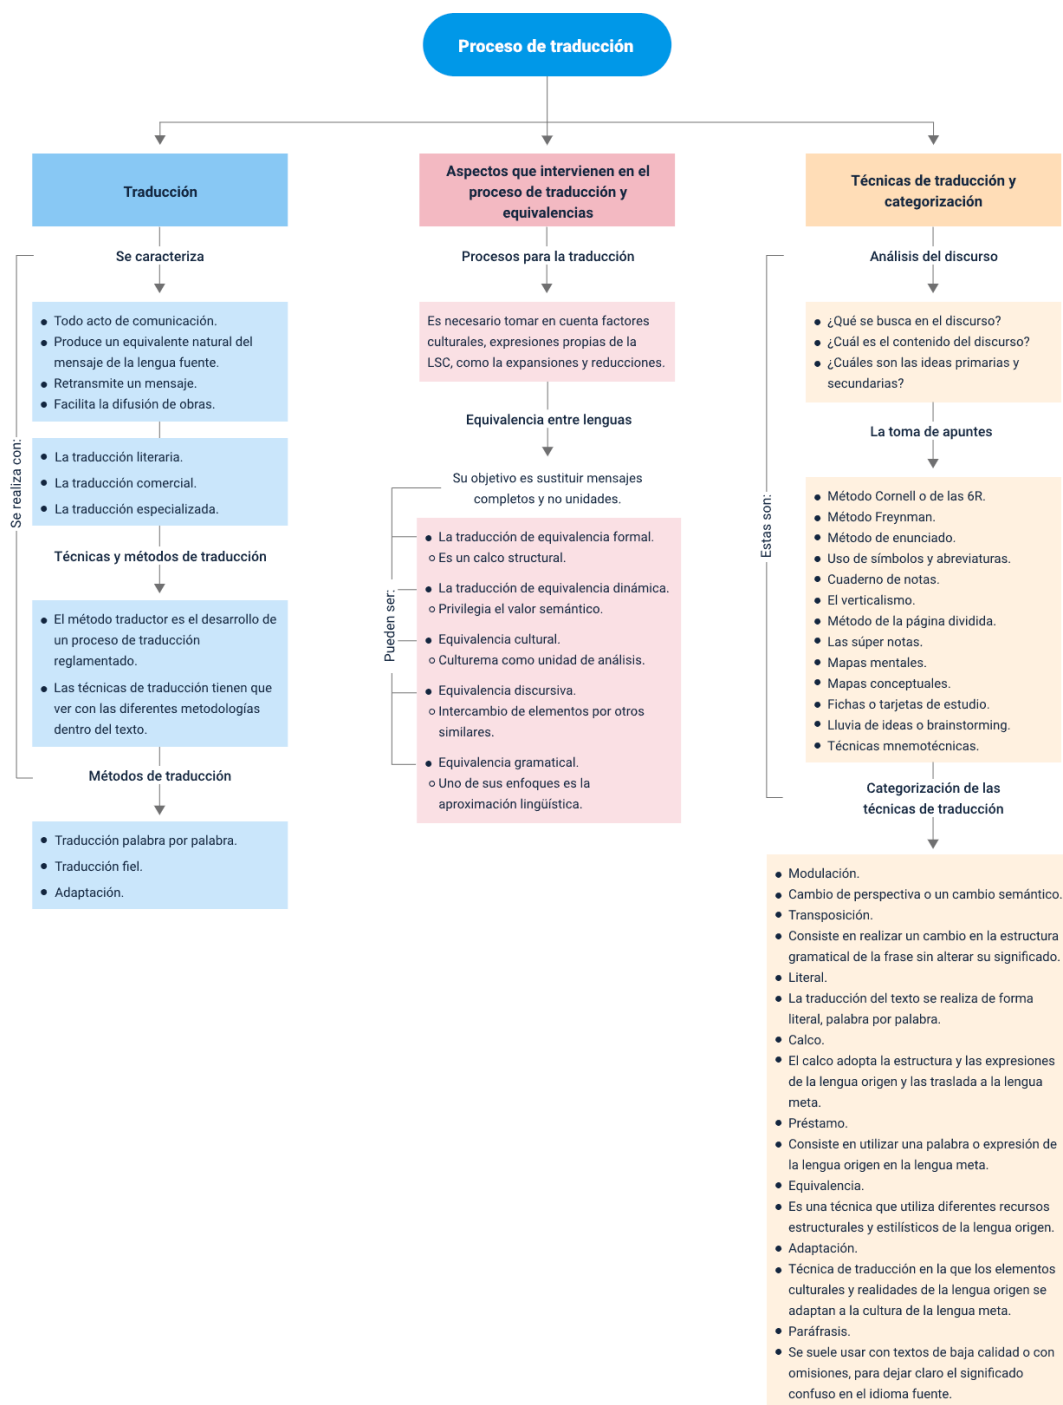 Proceso de traducción
Traducción
Se caracteriza
Se realiza con:
Todo acto de comunicación.
Produce un equivalente natural del
mensaje de la lengua fuente.
Retransmite un mensaje.
Facilita la difusión de obras.
La traducción literaria.
La traducción comercial.
La traducción especializada.
Técnicas y métodos de traducción
El método traductor es el desarrollo de
un proceso de traducción
reglamentado.
Las técnicas de traducción tienen que
ver con las diferentes metodologías
dentro del texto.
Métodos de traducción
Traducción palabra por palabra.
Traducción fiel.
Adaptación.
Aspectos que intervienen en el
proceso de traducción y
equivalencias
Procesos para la traducción
Es necesario tomar en cuenta factores
culturales, expresiones propias de la
LSC, como la expansiones y reducciones.
Equivalencia entre lenguas
Su objetivo es sustituir mensajes
completos y no unidades.
Pueden ser:
La traducción de equivalencia formal.
Es un calco structural.
La traducción de equivalencia dinámica.
Privilegia el valor semántico.
Equivalencia cultural.
Culturema como unidad de análisis.
Equivalencia discursiva.
Intercambio de elementos por otros
similares.
Equivalencia gramatical.
Uno de sus enfoques es la
aproximación lingüística.
Técnicas de traducción y
categorización
Análisis del discurso
Estas son:
¿Qué se busca en el discurso?
¿Cuál es el contenido del discurso?
¿Cuáles son las ideas primarias y
secundarias?
La toma de apuntes
Método Cornell o de las 6R.
Método Freynman.
Método de enunciado.
Uso de símbolos y abreviaturas.
Cuaderno de notas.
El verticalismo.
Método de la página dividida.
Las súper notas.
Mapas mentales.
Mapas conceptuales.
Fichas o tarjetas de estudio.
Lluvia de ideas o brainstorming.
Técnicas mnemotécnicas.
Categorización de las
técnicas de traducción
Modulación.
Cambio de perspectiva o un cambio semántico.
Transposición.
Consiste en realizar un cambio en la estructura
gramatical de la frase sin alterar su significado.
Literal.
La traducción del texto se realiza de forma
literal, palabra por palabra.
Calco.
El calco adopta la estructura y las expresiones
de la lengua origen y las traslada a la lengua
meta.
Préstamo.
Consiste en utilizar una palabra o expresión de
la lengua origen en la lengua meta.
Equivalencia.
Es una técnica que utiliza diferentes recursos
estructurales y estilísticos de la lengua origen.
Adaptación.
Técnica de traducción en la que los elementos
culturales y realidades de la lengua origen se
adaptan a la cultura de la lengua meta.
Paráfrasis.
Se suele usar con textos de baja calidad o con
omisiones, para dejar claro el significado
confuso en el idioma fuente.